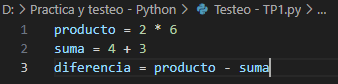 D: > Practica y testeo - Python > Testeo - TP1.py > ...
1 producto = 2 * 6
2 suma = 4 + 3
3 diferencia = producto - suma